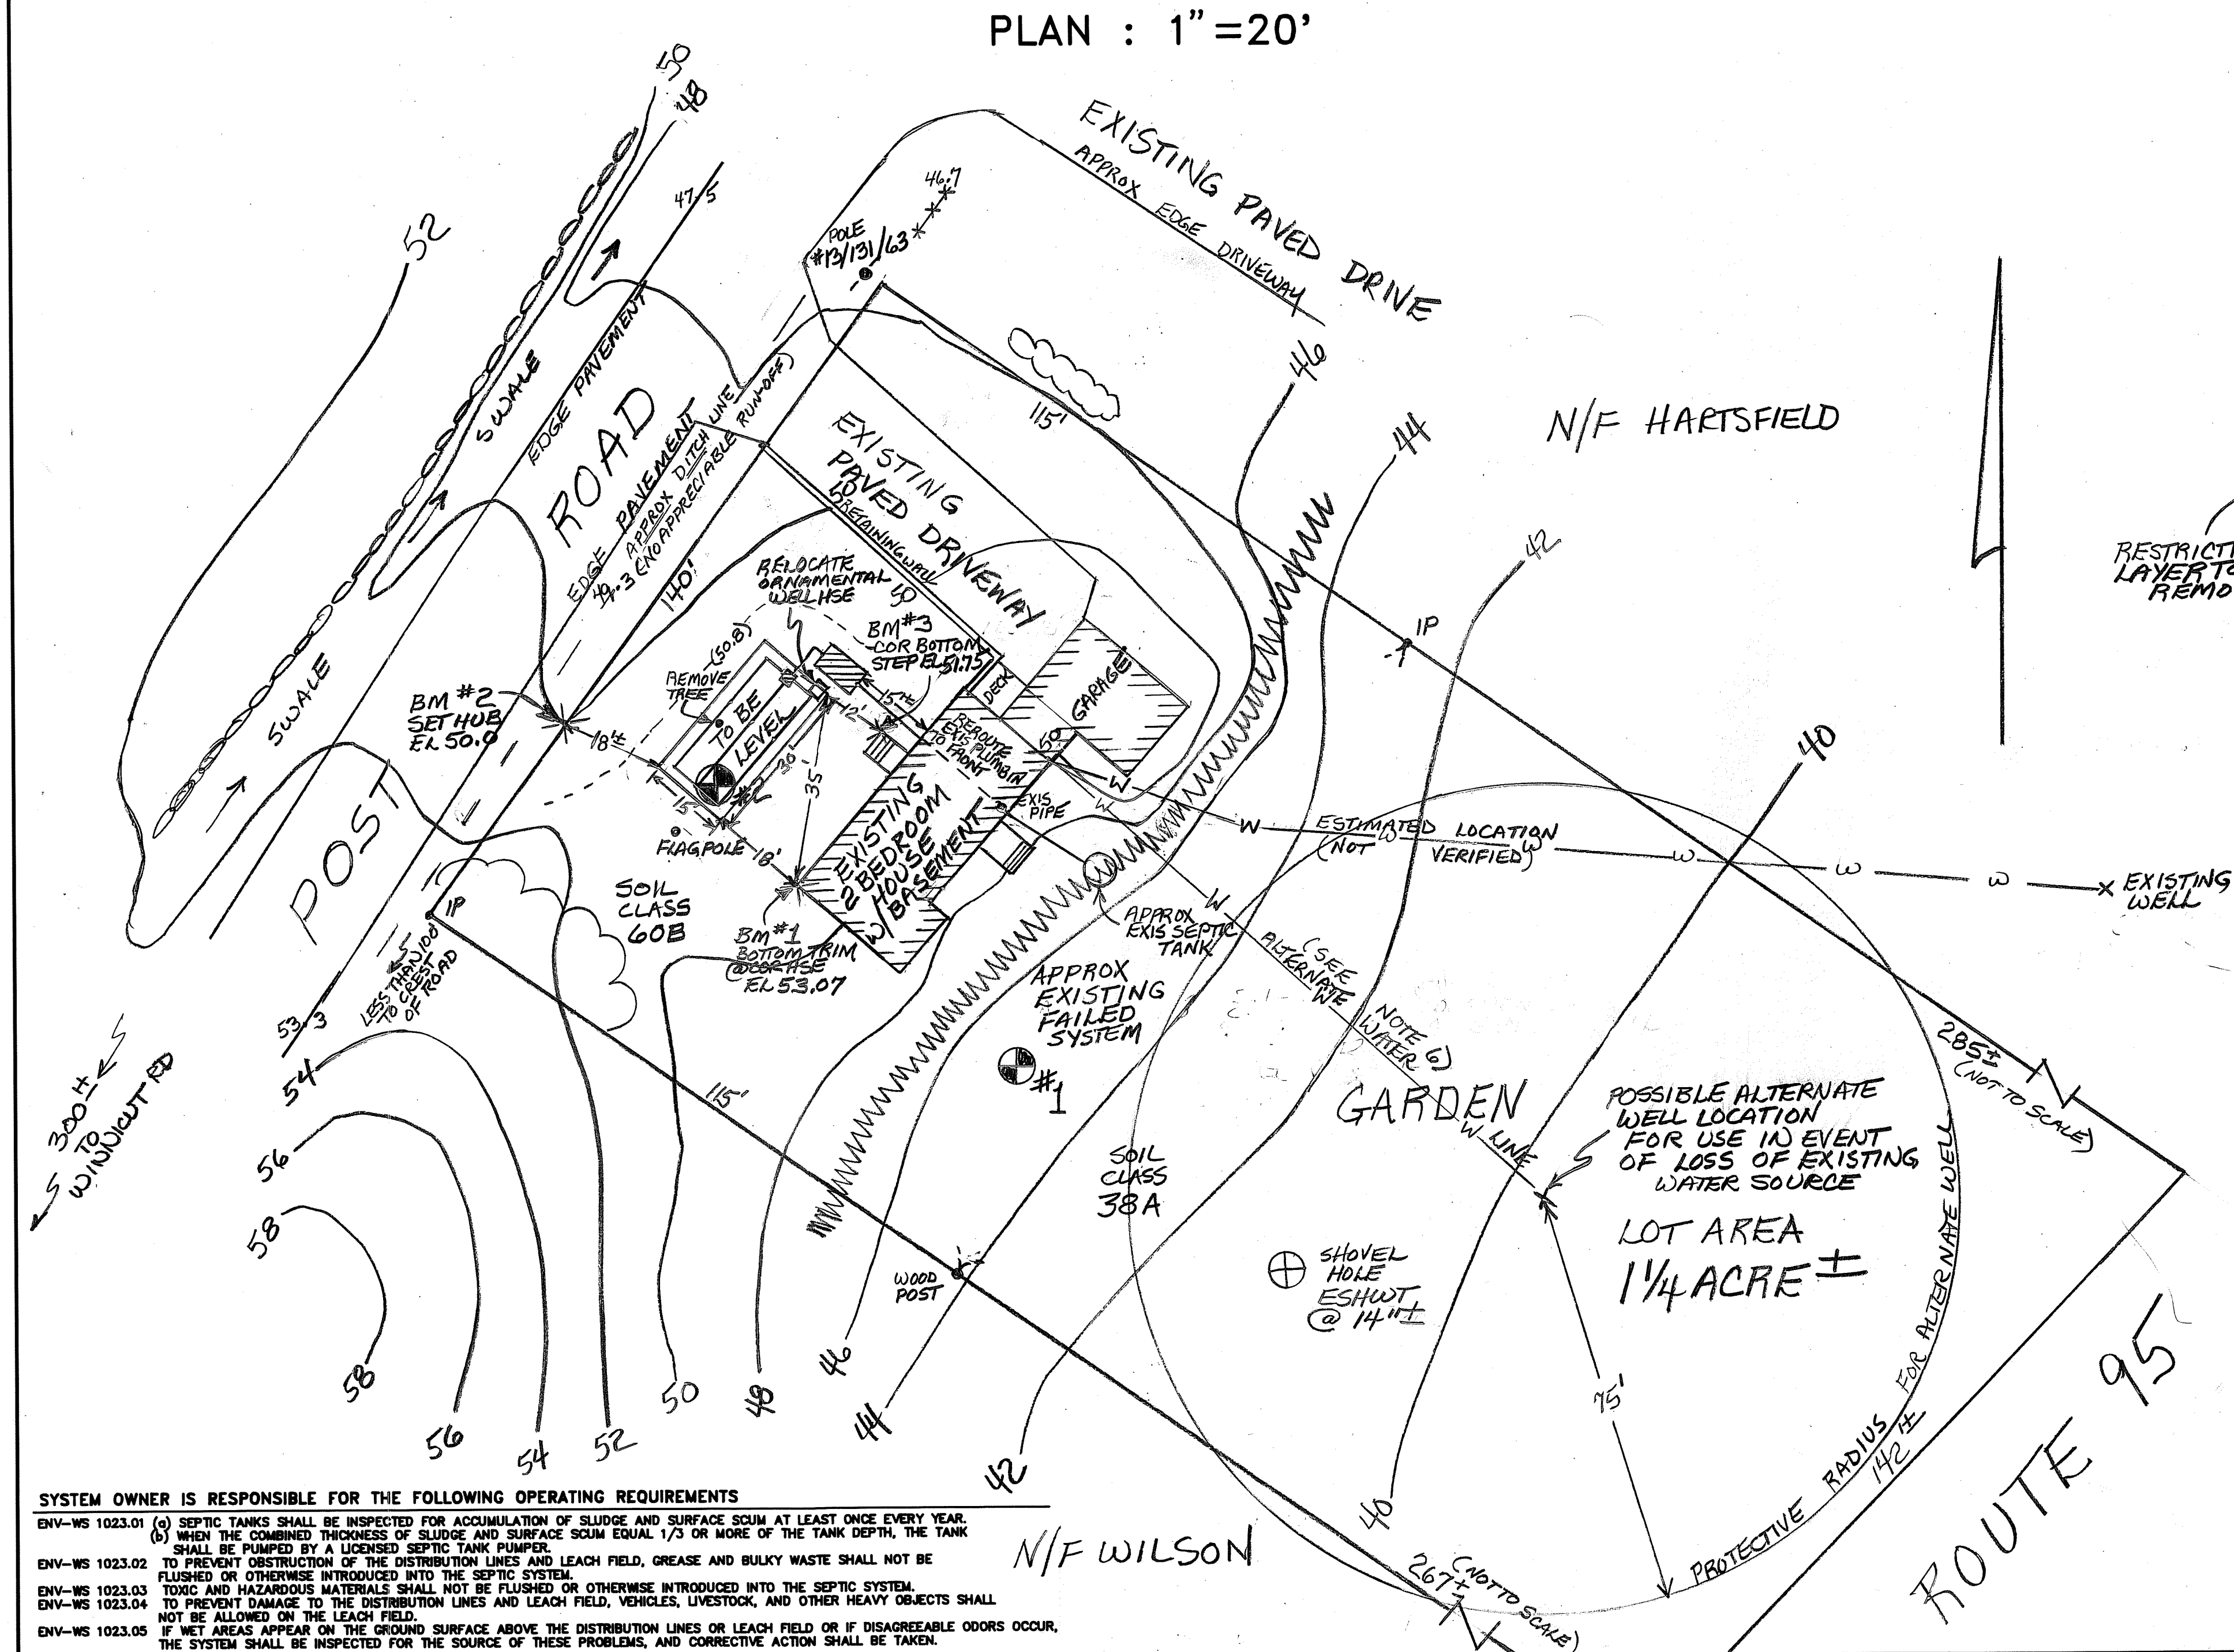 PLAN : 1"=20'
50
48
52
47.5
46.7
POLE
#13/131/63
EXISTING PAVED DRIVE
APPROX EDGE DRIVEWAY
SWALE
EDGE PAVEMENT
ROAD
EDGE PAVEMENT
APPROX DITCH LINE
49.3 (NO APPRECIABLE RUN-OFF)
140'
115'
46
44
42
40
N/F HARTSFIELD
RESTRICTI
LAYER TO
REMO
EXISTING
PAVED DRIVEWAY
50
RETAINING WALL
50
RELOCATE
ORNAMENTAL
WELL HSE
BM #3
COR BOTTOM
STEP EL 51.75
(50.8)
REMOVE
TREE
TO BE
LEVEL
#2
DECK
GARAGE
IP
SWALE
BM #2
SET HUB
EL 50.0
18'±
15'±
12'
30'
35'
15'
18'
REROUTE
EXIS PLUMBIN
TO FRONT
50
EXIS
PIPE
EXISTING
2 BEDROOM
HOUSE
W/ BASEMENT
FLAGPOLE
POST
SOIL
CLASS
60B
IP
BM #1
BOTTOM TRIM
@ COR HSE
EL 53.07
W W W W W W W
ESTIMATED LOCATION
(NOT VERIFIED)
EXISTING
WELL
APPROX
EXIS SEPTIC
TANK
APPROX
EXISTING
FAILED
SYSTEM
#1
(SEE NOTE 6)
ALTERNATE W WATER W LINE
LESS THAN 100'
TO CREST
OF ROAD
53.3
300'±
TO
WINNICUT RD
115'
54
56
58
GARDEN
POSSIBLE ALTERNATE
WELL LOCATION
FOR USE IN EVENT
OF LOSS OF EXISTING
WATER SOURCE
285±
(NOT TO SCALE)
LOT AREA
1 1/4 ACRE ±
SOIL
CLASS
38A
SHOVEL
HOLE
ESHWT
@ 14"±
WOOD
POST
75'
58
56
54
52
50
48
46
44
42
40
PROTECTIVE RADIUS FOR ALTERNATE WELL
142±
ROUTE 95
267±
(NOT TO SCALE)
N/F WILSON
SYSTEM OWNER IS RESPONSIBLE FOR THE FOLLOWING OPERATING REQUIREMENTS
ENV-WS 1023.01 (a) SEPTIC TANKS SHALL BE INSPECTED FOR ACCUMULATION OF SLUDGE AND SURFACE SCUM AT LEAST ONCE EVERY YEAR.
(b) WHEN THE COMBINED THICKNESS OF SLUDGE AND SURFACE SCUM EQUAL 1/3 OR MORE OF THE TANK DEPTH, THE TANK
SHALL BE PUMPED BY A LICENSED SEPTIC TANK PUMPER.
ENV-WS 1023.02 TO PREVENT OBSTRUCTION OF THE DISTRIBUTION LINES AND LEACH FIELD, GREASE AND BULKY WASTE SHALL NOT BE
FLUSHED OR OTHERWISE INTRODUCED INTO THE SEPTIC SYSTEM.
ENV-WS 1023.03 TOXIC AND HAZARDOUS MATERIALS SHALL NOT BE FLUSHED OR OTHERWISE INTRODUCED INTO THE SEPTIC SYSTEM.
ENV-WS 1023.04 TO PREVENT DAMAGE TO THE DISTRIBUTION LINES AND LEACH FIELD, VEHICLES, LIVESTOCK, AND OTHER HEAVY OBJECTS SHALL
NOT BE ALLOWED ON THE LEACH FIELD.
ENV-WS 1023.05 IF WET AREAS APPEAR ON THE GROUND SURFACE ABOVE THE DISTRIBUTION LINES OR LEACH FIELD OR IF DISAGREEABLE ODORS OCCUR,
THE SYSTEM SHALL BE INSPECTED FOR THE SOURCE OF THESE PROBLEMS, AND CORRECTIVE ACTION SHALL BE TAKEN.